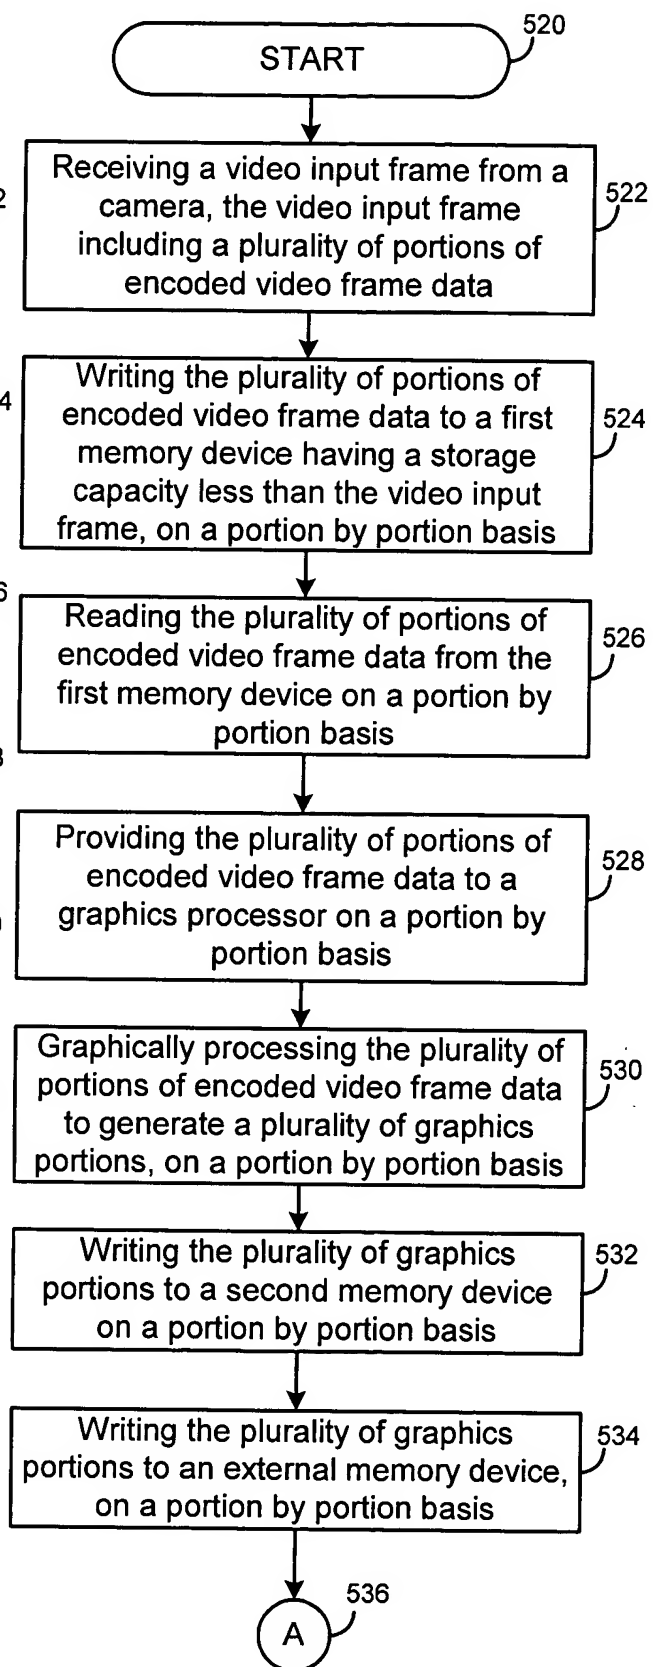 520
START
Receiving a video input frame from a
camera, the video input frame
including a plurality of portions of
encoded video frame data
2
522
Writing the plurality of portions of
encoded video frame data to a first
memory device having a storage
capacity less than the video input
frame, on a portion by portion basis
4
524
Reading the plurality of portions of
encoded video frame data from the
first memory device on a portion by
portion basis
6
526
Providing the plurality of portions of
encoded video frame data to a
graphics processor on a portion by
portion basis
528
Graphically processing the plurality of
portions of encoded video frame data
to generate a plurality of graphics
portions, on a portion by portion basis
530
Writing the plurality of graphics
portions to a second memory device
on a portion by portion basis
532
Writing the plurality of graphics
portions to an external memory device,
on a portion by portion basis
534
A
536